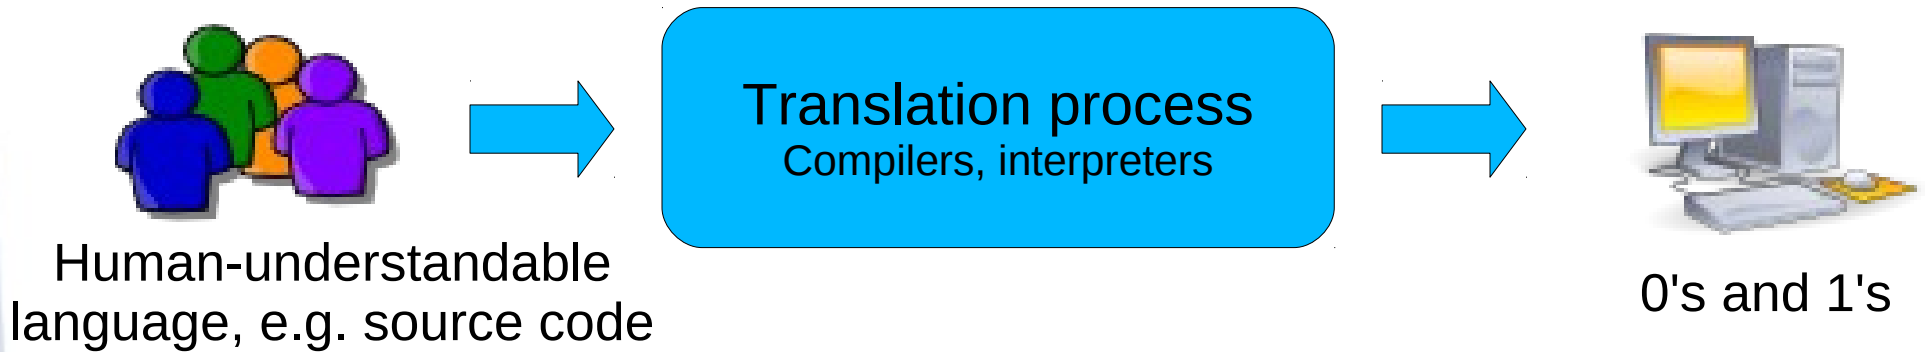 Translation process
Compilers, interpreters
Human-understandable
language, e.g. source code
0's and 1's